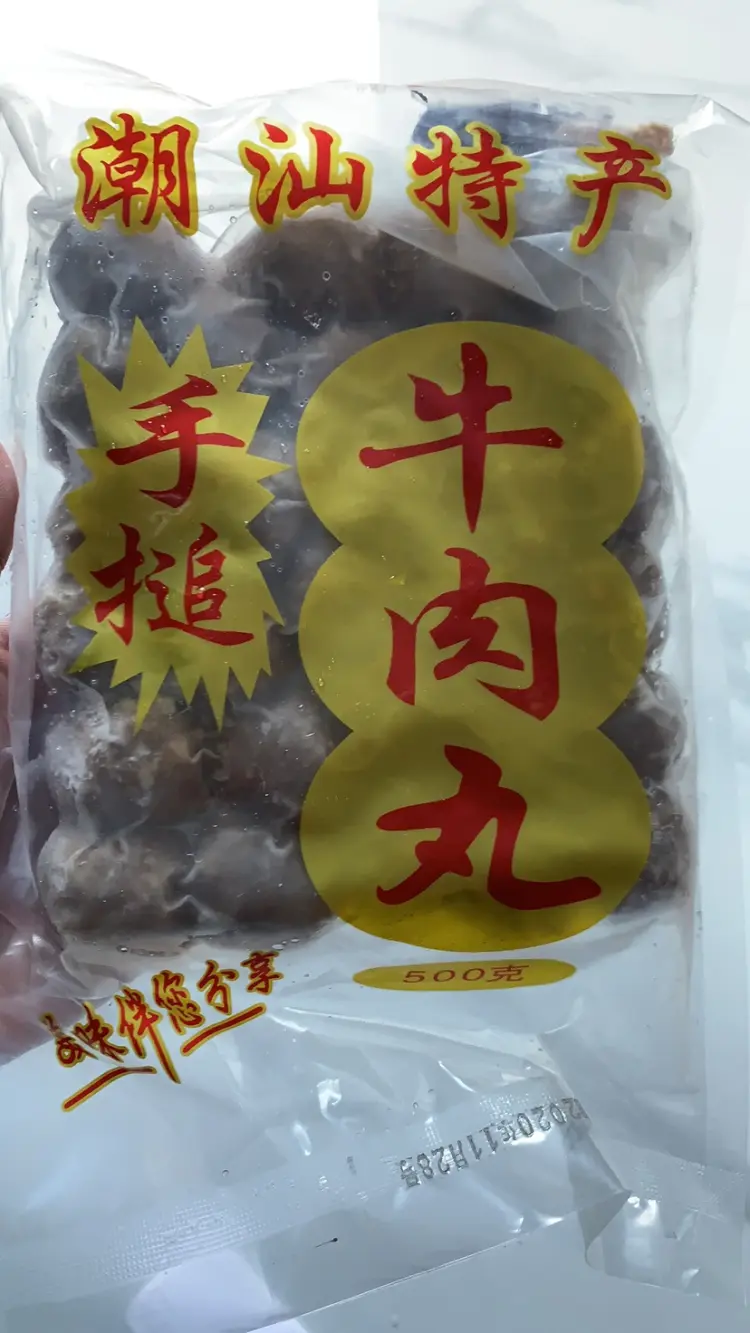 潮汕特产
手搥
牛肉丸
500克
美味伴您分享
2020年11月28号